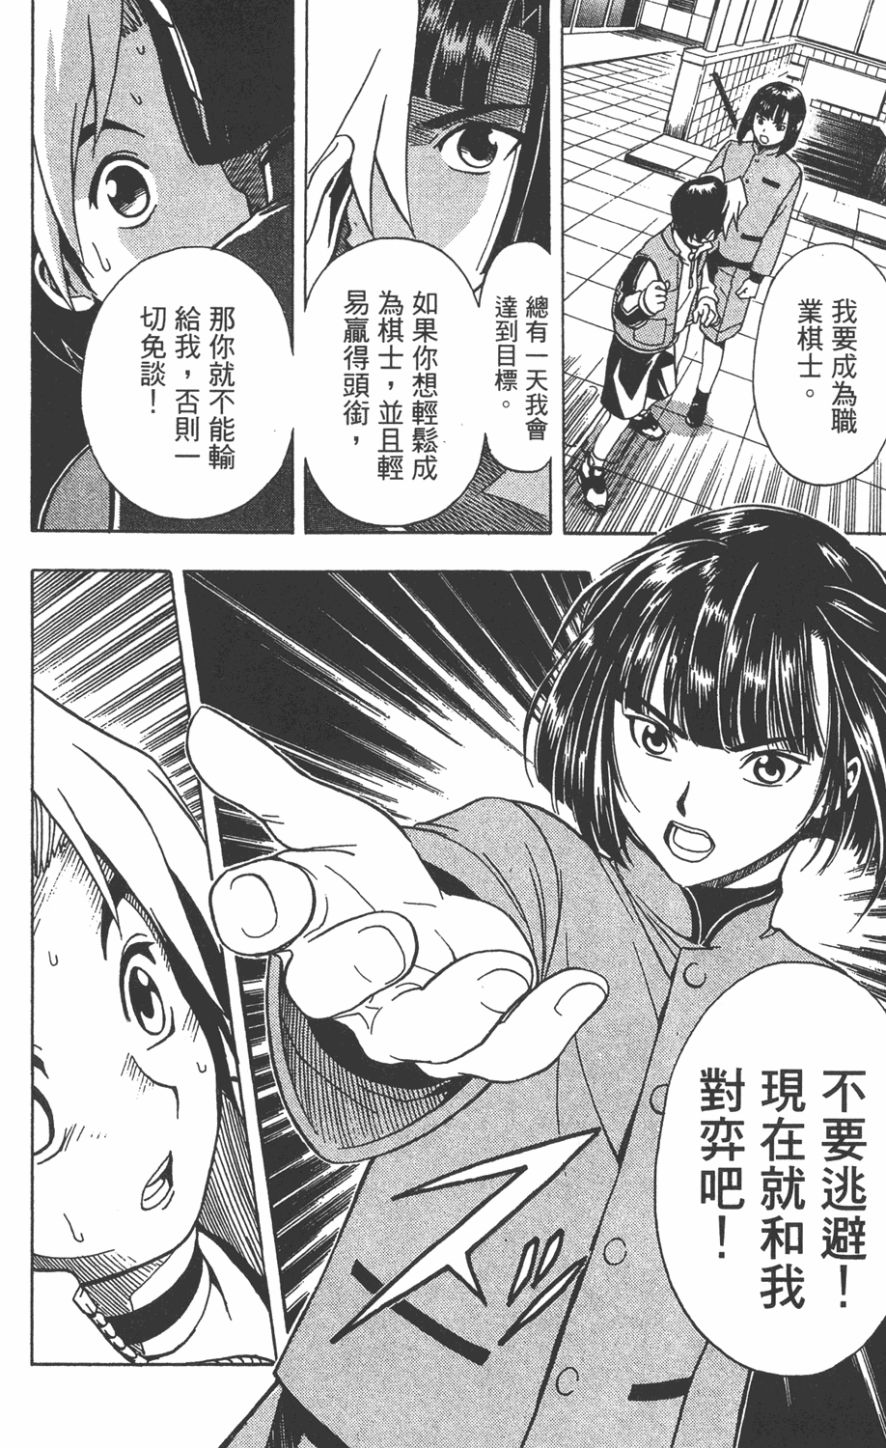 我要成為職
業棋士。
總有一天我會
達到目標。
如果你想輕鬆成
為棋士，並且輕
易贏得頭銜，
那你就不能輸
給我，否則一
切免談！
不要逃避！
現在就和我
對弈吧！
ズッ